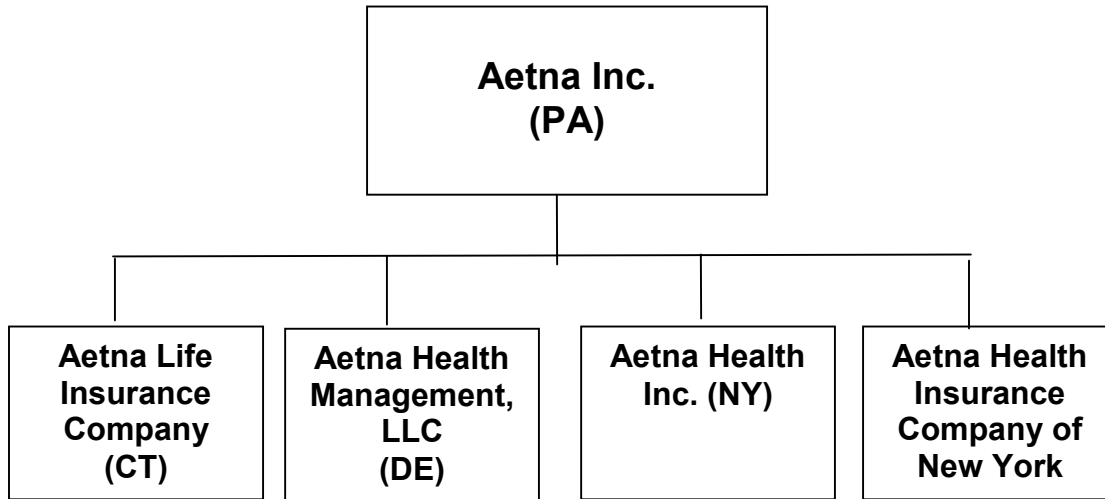 Aetna Inc.
(PA)
Aetna Life
Insurance
Company
(CT)
Aetna Health
Management,
LLC
(DE)
Aetna Health
Inc. (NY)
Aetna Health
Insurance
Company of
New York